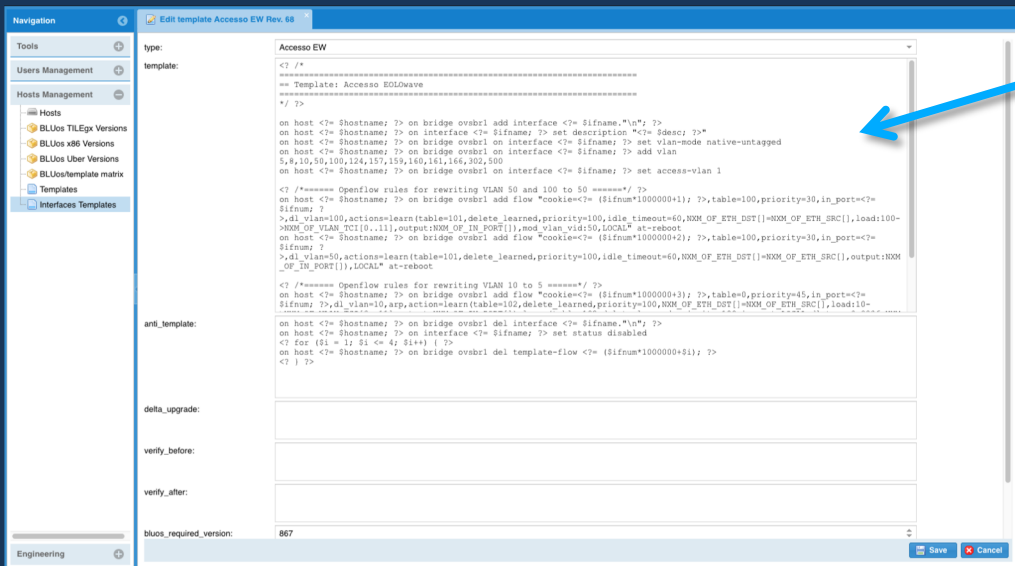 Navigation
Edit template Accesso EW Rev. 68
Tools
Users Management
Hosts Management
Hosts
BLUos TILEgx Versions
BLUos x86 Versions
BLUos Uber Versions
BLUos/template matrix
Templates
Interfaces Templates
Engineering
type:
Accesso EW
template:
<? /*
===========================================================================
== Template: Accesso EOLOwave
===========================================================================
*/ ?>
on host <?= $hostname; ?> on bridge ovsbr1 add interface <?= $ifname."\n"; ?>
on host <?= $hostname; ?> on interface <?= $ifname; ?> set description "<?= $desc; ?>"
on host <?= $hostname; ?> on bridge ovsbr1 on interface <?= $ifname; ?> set vlan-mode native-untagged
on host <?= $hostname; ?> on bridge ovsbr1 on interface <?= $ifname; ?> add vlan
5,8,10,50,100,124,157,159,160,161,166,302,500
on host <?= $hostname; ?> on bridge ovsbr1 on interface <?= $ifname; ?> set access-vlan 1
<? /*====== Openflow rules for rewriting VLAN 50 and 100 to 50 ======*/ ?>
on host <?= $hostname; ?> on bridge ovsbr1 add flow "cookie=<?= ($ifnum*1000000+1); ?>,table=100,priority=30,in_port=<?=
$ifnum; ?
>,dl_vlan=100,actions=learn(table=101,delete_learned,priority=100,idle_timeout=60,NXM_OF_ETH_DST[]=NXM_OF_ETH_SRC[],load:100-
>NXM_OF_VLAN_TCI[0..11],output:NXM_OF_IN_PORT[]),mod_vlan_vid:50,LOCAL" at-reboot
on host <?= $hostname; ?> on bridge ovsbr1 add flow "cookie=<?= ($ifnum*1000000+2); ?>,table=100,priority=30,in_port=<?=
$ifnum; ?
>,dl_vlan=50,actions=learn(table=101,delete_learned,priority=100,idle_timeout=60,NXM_OF_ETH_DST[]=NXM_OF_ETH_SRC[],output:NXM
_OF_IN_PORT[]),LOCAL" at-reboot
<? /*====== Openflow rules for rewriting VLAN 10 to 5 ======*/ ?>
on host <?= $hostname; ?> on bridge ovsbr1 add flow "cookie=<?= ($ifnum*1000000+3); ?>,table=0,priority=45,in_port=<?=
$ifnum; ?>,dl_vlan=10,arp,action=learn(table=102,delete_learned,priority=100,NXM_OF_ETH_DST[]=NXM_OF_ETH_SRC[],load:10-
anti_template:
on host <?= $hostname; ?> on bridge ovsbr1 del interface <?= $ifname."\n"; ?>
on host <?= $hostname; ?> on interface <?= $ifname; ?> set status disabled
<? for ($i = 1; $i <= 4; $i++) { ?>
on host <?= $hostname; ?> on bridge ovsbr1 del template-flow <?= ($ifnum*1000000+$i); ?>
<? } ?>
delta_upgrade:
verify_before:
verify_after:
bluos_required_version:
867
Save
Cancel